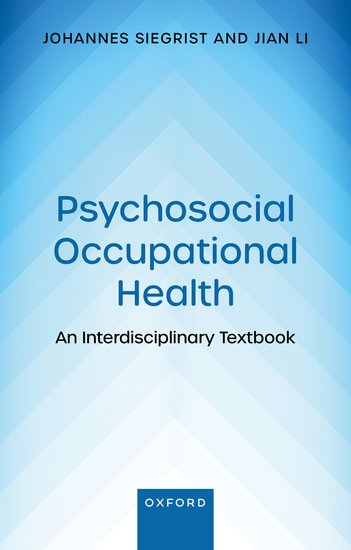 JOHANNES SIEGRIST AND JIAN LI
Psychosocial
Occupational
Health
An Interdisciplinary Textbook
OXFORD